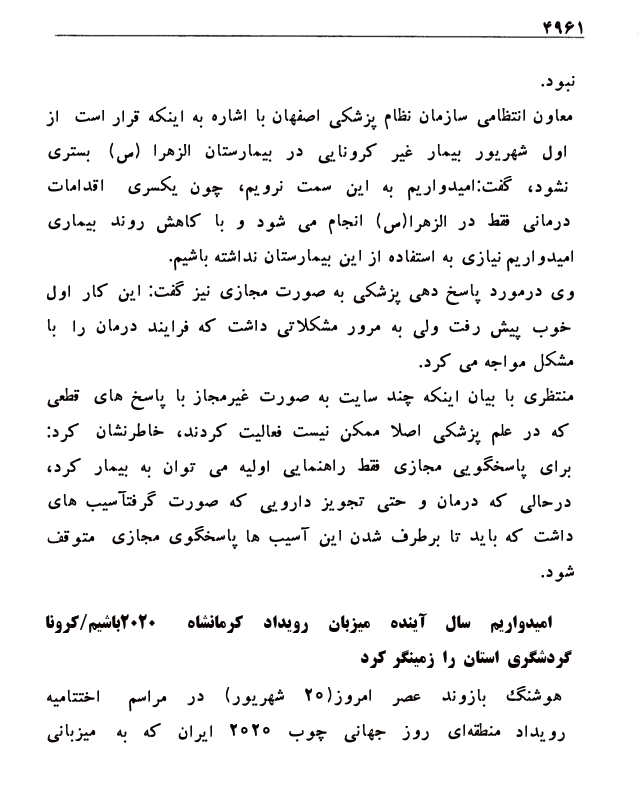 ۴۹۶۱
نبود.
معاون انتظامی سازمان نظام پزشکی اصفهان با اشاره به اینکه قرار است از
اول شهریور بیمار غیر کرونایی در بیمارستان الزهرا (س) بستری
نشود، گفت:امیدواریم به این سمت نرویم، چون یکسری اقدامات
درمانی فقط در الزهرا(س) انجام می شود و با کاهش روند بیماری
امیدواریم نیازی به استفاده از این بیمارستان نداشته باشیم.
وی درمورد پاسخ دهی پزشکی به صورت مجازی نیز گفت: این کار اول
خوب پیش رفت ولی به مرور مشکلاتی داشت که فرایند درمان را با
مشکل مواجه می کرد.
منتظری با بیان اینکه چند سایت به صورت غیرمجاز با پاسخ های قطعی
که در علم پزشکی اصلا ممکن نیست فعالیت کردند، خاطرنشان کرد:
برای پاسخگویی مجازی فقط راهنمایی اولیه می توان به بیمار کرد،
درحالی که درمان و حتی تجویز دارویی که صورت گرفتآسیب های
داشت که باید تا برطرف شدن این آسیب ها پاسخگوی مجازی متوقف
شود.
امیدواریم سال آینده میزبان رویداد کرمانشاه ۲۰۲۰باشیم/کرونا
گردشگری استان را زمینگر کرد
هوشنگ بازوند عصر امروز(۲۰ شهریور) در مراسم اختتامیه
رویداد منطقه‌ای روز جهانی چوب ۲۰۲۰ ایران که به میزبانی